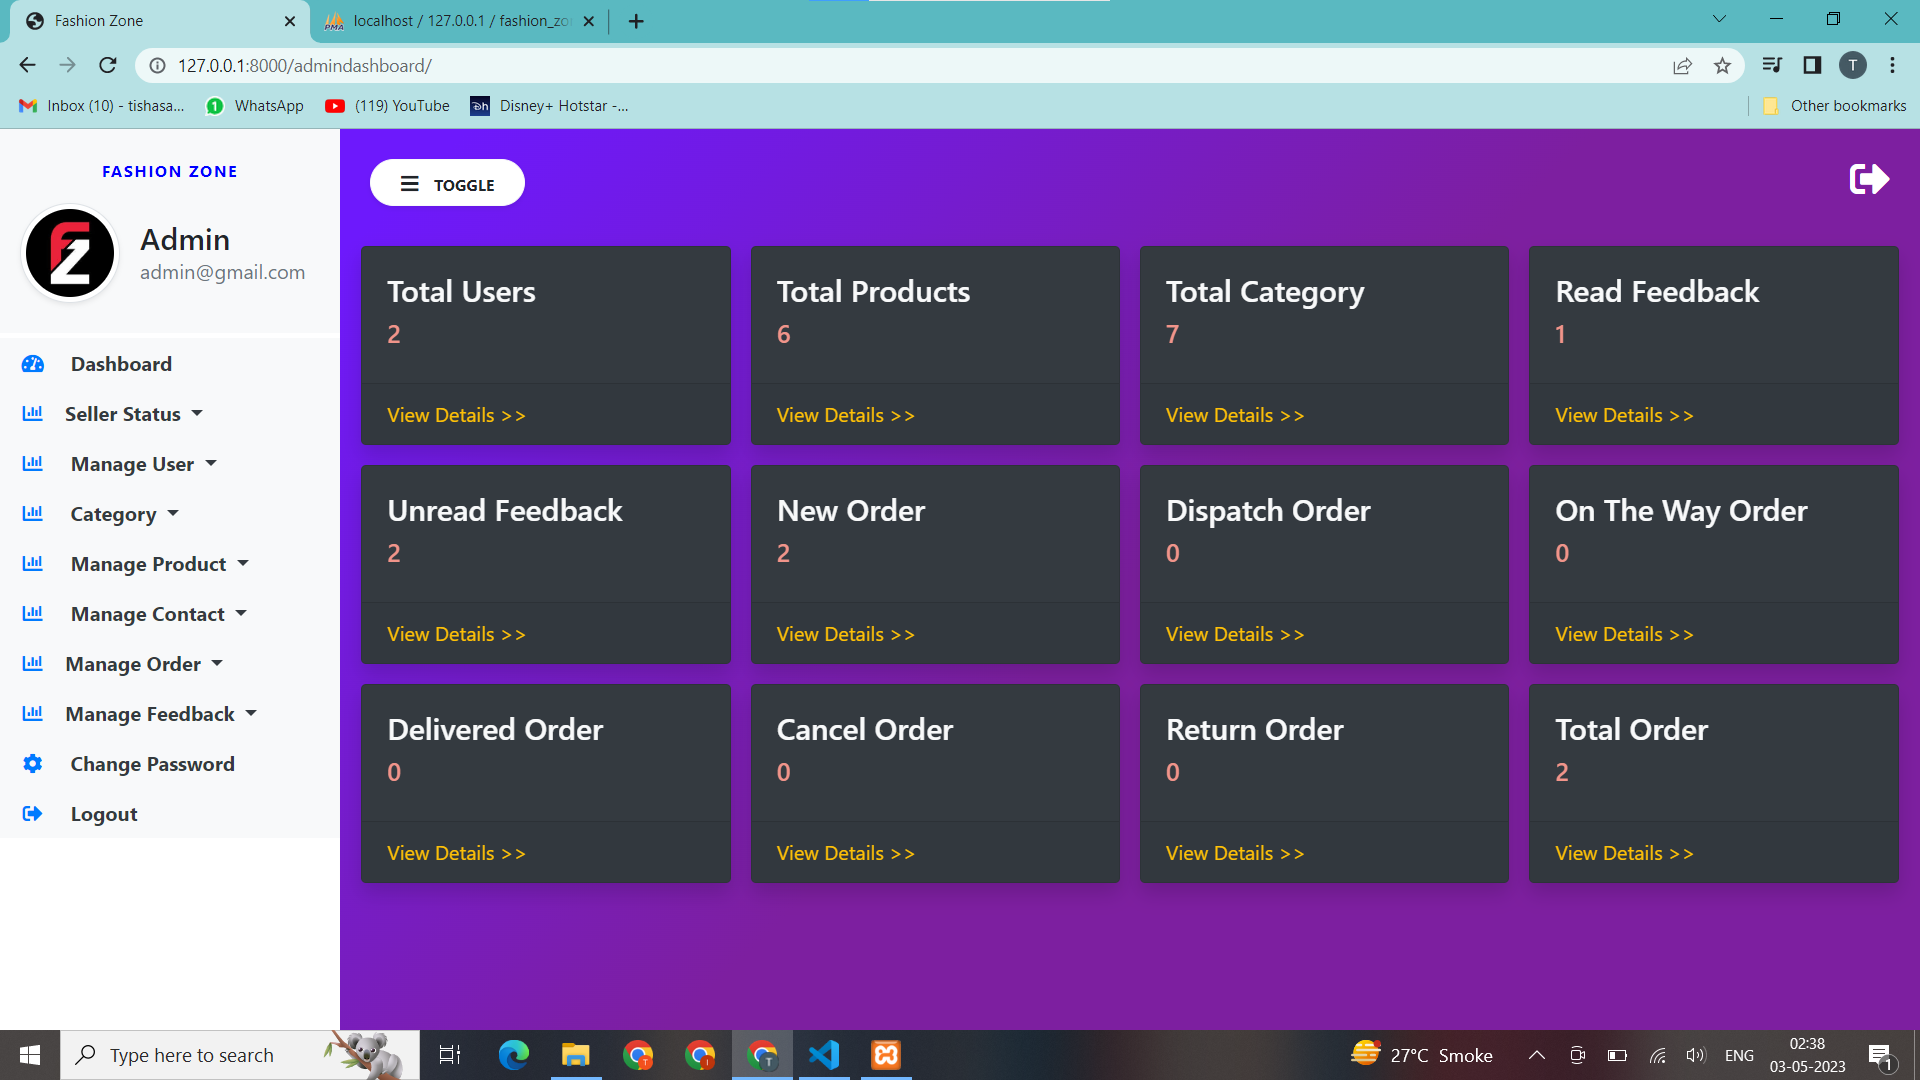 Fashion Zone
localhost / 127.0.0.1 / fashion_zo
127.0.0.1:8000/admindashboard/
T
Inbox (10) - tishasa...
WhatsApp
(119) YouTube
Disney+ Hotstar -...
Other bookmarks
FASHION ZONE
FZ
Admin
admin@gmail.com
Dashboard
Seller Status
Manage User
Category
Manage Product
Manage Contact
Manage Order
Manage Feedback
Change Password
Logout
TOGGLE
Total Users
2
View Details >>
Total Products
6
View Details >>
Total Category
7
View Details >>
Read Feedback
1
View Details >>
Unread Feedback
2
View Details >>
New Order
2
View Details >>
Dispatch Order
0
View Details >>
On The Way Order
0
View Details >>
Delivered Order
0
View Details >>
Cancel Order
0
View Details >>
Return Order
0
View Details >>
Total Order
2
View Details >>
Type here to search
27°C Smoke
ENG
02:38
03-05-2023
1